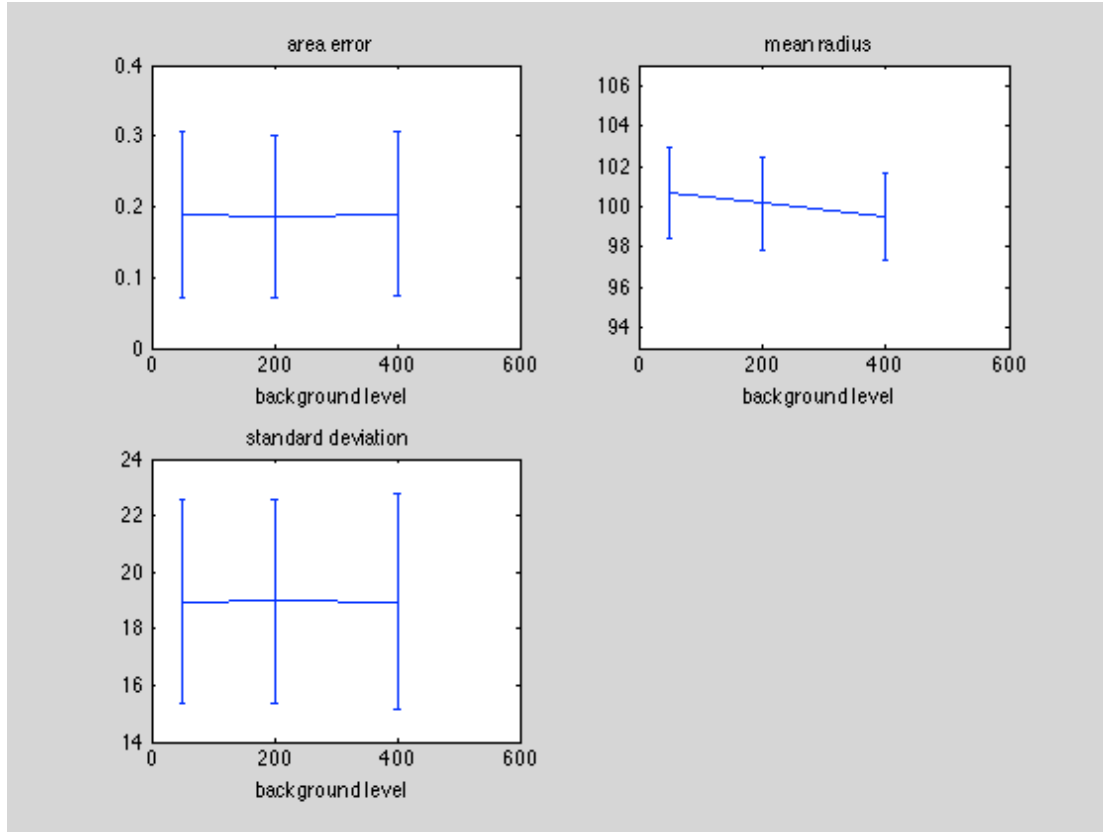 area error
0.4
0.3
0.2
0.1
0
0 200 400 600
background level
mean radius
106
104
102
100
98
96
94
0 200 400 600
background level
standard deviation
24
22
20
18
16
14
0 200 400 600
background level